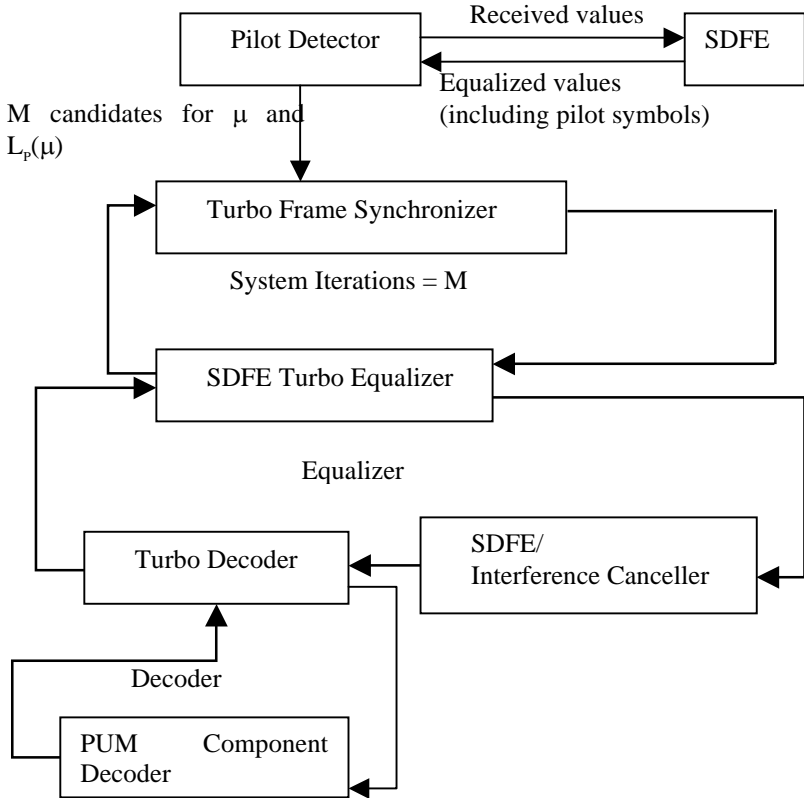 Received values
Pilot Detector
SDFE
Equalized values
(including pilot symbols)
M candidates for μ and
Lₚ(μ)
Turbo Frame Synchronizer
System Iterations = M
SDFE Turbo Equalizer
Equalizer
SDFE/
Interference Canceller
Turbo Decoder
Decoder
PUM Component
Decoder